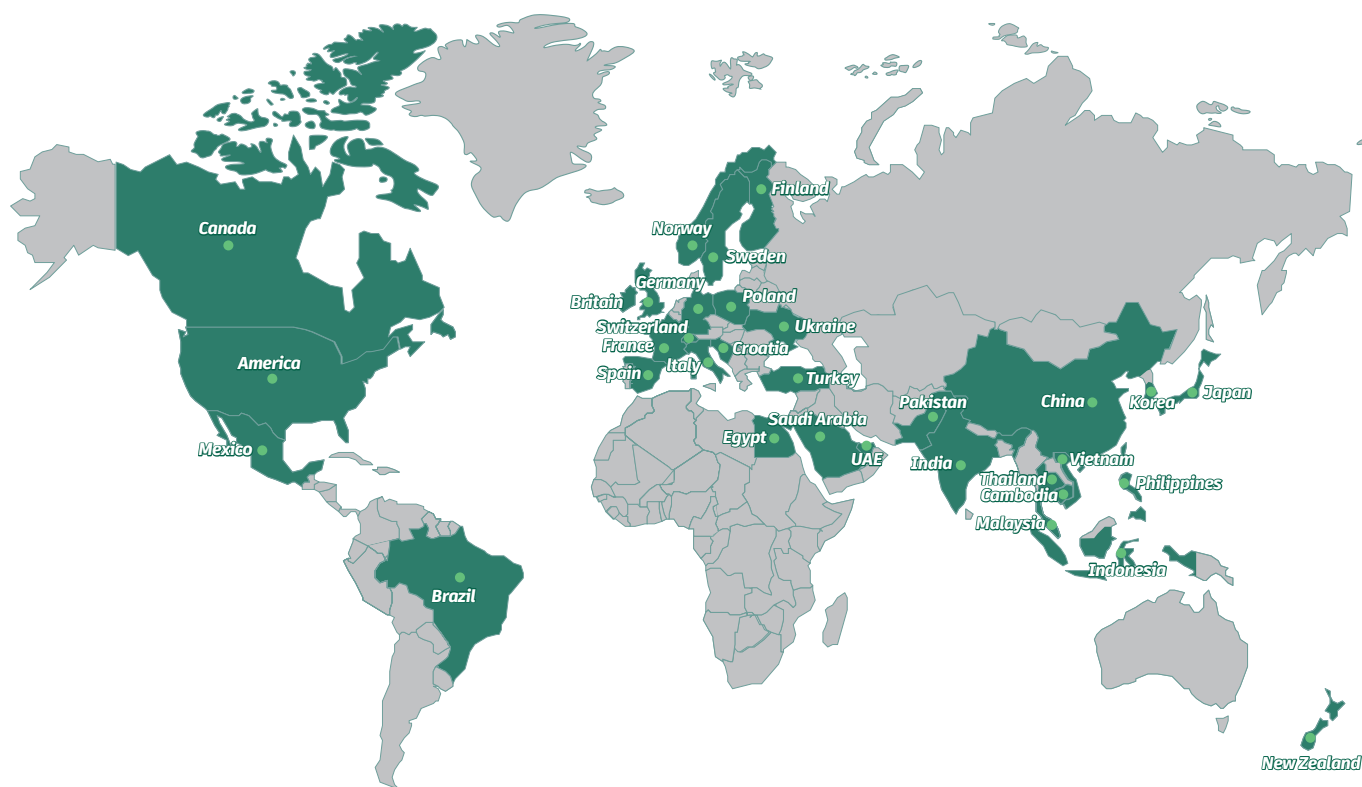 Canada
Finland
Norway
Sweden
Germany
Poland
Britain
Switzerland
Ukraine
France
Croatia
America
Italy
Spain
Turkey
Pakistan
China
Korea
Japan
Saudi Arabia
Egypt
Mexico
UAE
India
Vietnam
Thailand
Philippines
Cambodia
Malaysia
Indonesia
Brazil
New Zealand